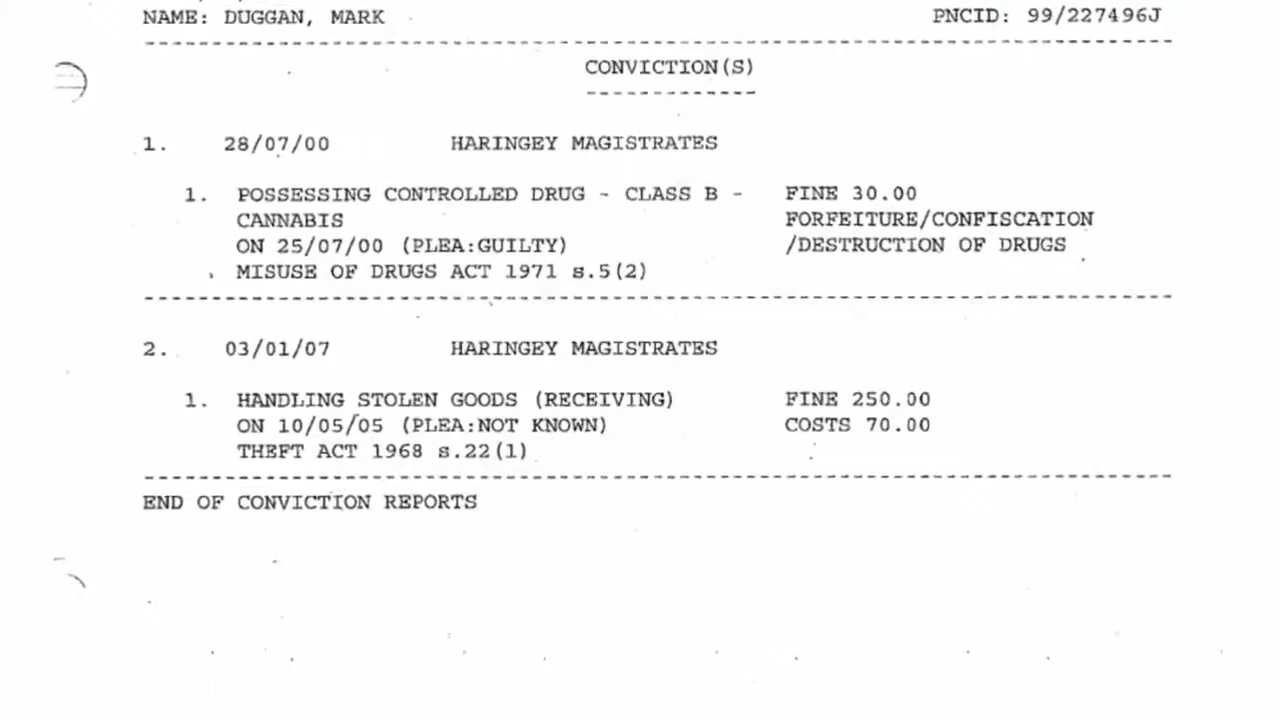 NAME: DUGGAN, MARK PNCID: 99/227496J
CONVICTION(S)
1. 28/07/00 HARINGEY MAGISTRATES
1. POSSESSING CONTROLLED DRUG - CLASS B - FINE 30.00
CANNABIS FORFEITURE/CONFISCATION
ON 25/07/00 (PLEA:GUILTY) /DESTRUCTION OF DRUGS
MISUSE OF DRUGS ACT 1971 s.5(2)
2. 03/01/07 HARINGEY MAGISTRATES
1. HANDLING STOLEN GOODS (RECEIVING) FINE 250.00
ON 10/05/05 (PLEA:NOT KNOWN) COSTS 70.00
THEFT ACT 1968 s.22(1)
END OF CONVICTION REPORTS